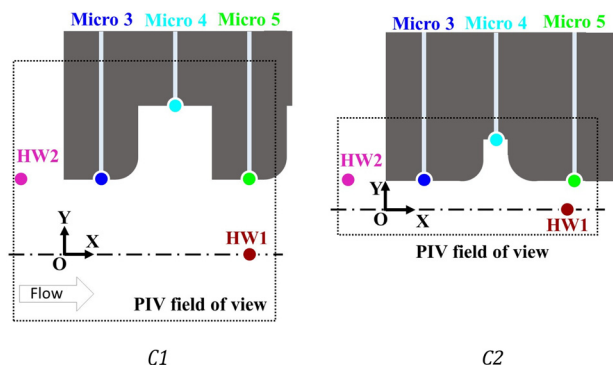 Micro 3 Micro 4 Micro 5
HW2
Y
X
O
HW1
Flow
PIV field of view
C1
Micro 3 Micro 4 Micro 5
HW2
Y
X
O
HW1
PIV field of view
C2